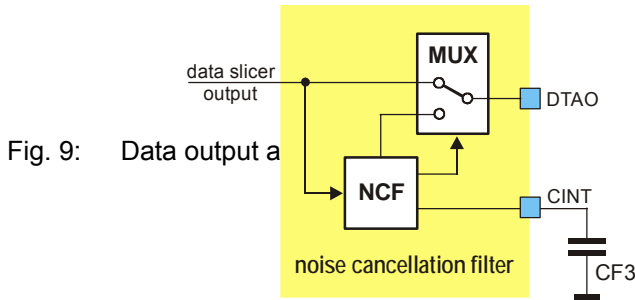 MUX
data slicer
output
DTAO
Fig. 9: Data output a
NCF
CINT
noise cancellation filter
CF3